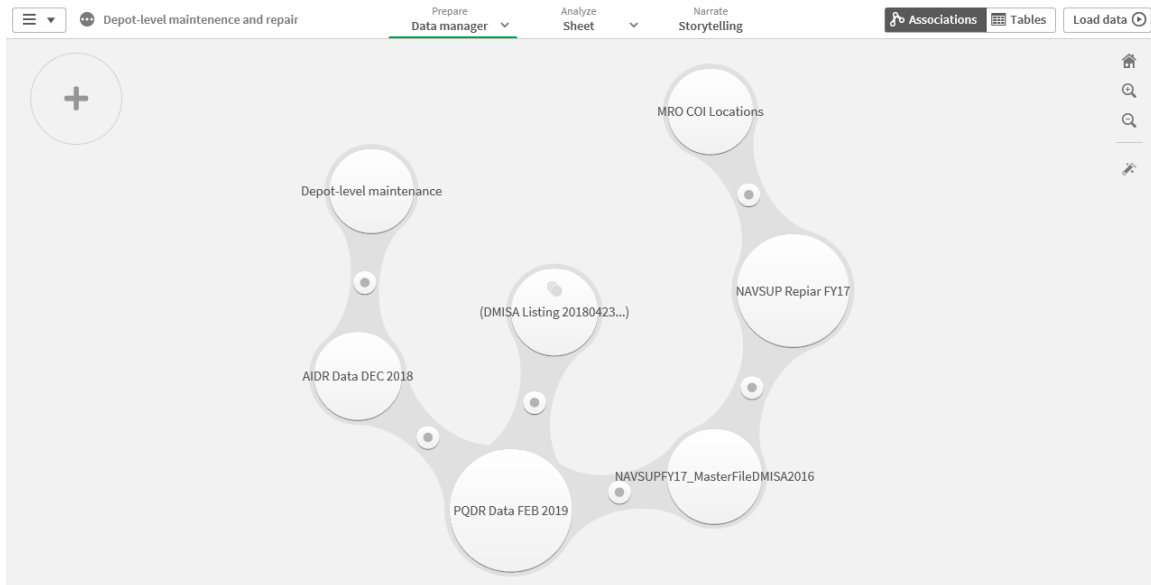 Depot-level maintenence and repair
Prepare
Data manager
Analyze
Sheet
Narrate
Storytelling
Associations
Tables
Load data
MRO COI Locations
Depot-level maintenance
NAVSUP Repiar FY17
(DMISA Listing 20180423...)
AIDR Data DEC 2018
NAVSUPFY17_MasterFileDMISA2016
PQDR Data FEB 2019